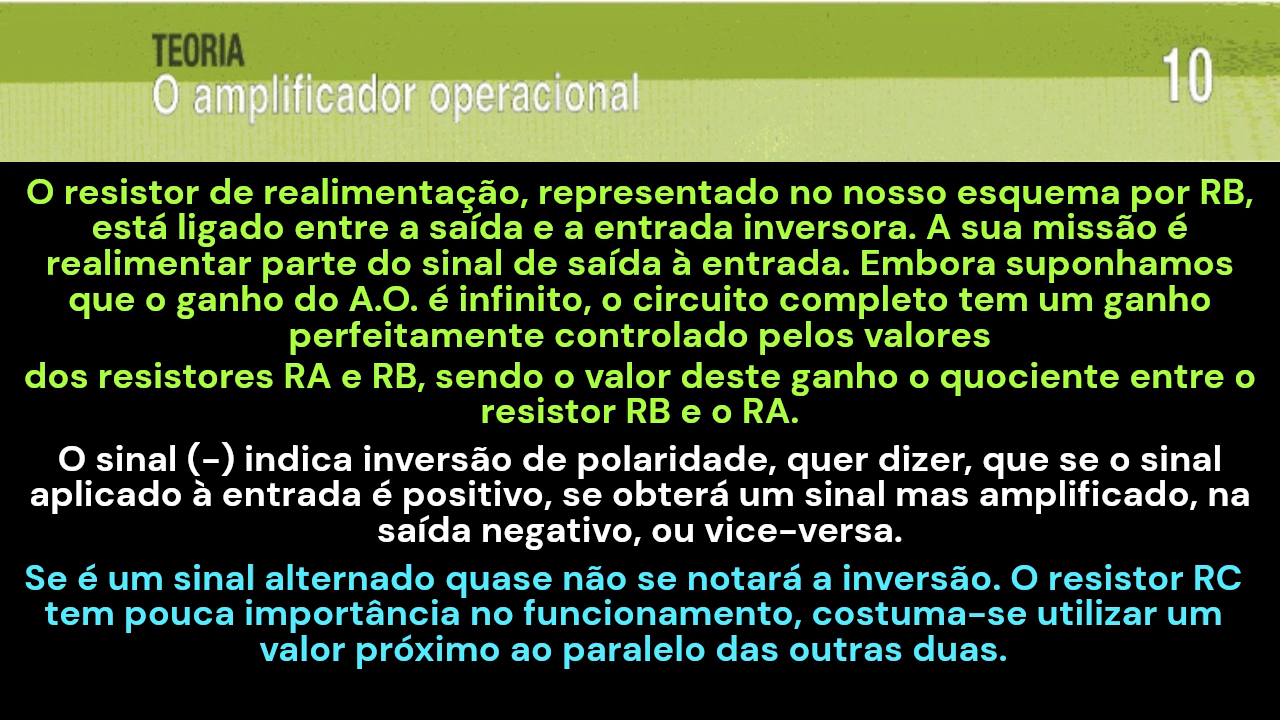 TEORIA
O amplificador operacional
10
O resistor de realimentação, representado no nosso esquema por RB,
está ligado entre a saída e a entrada inversora. A sua missão é
realimentar parte do sinal de saída à entrada. Embora suponhamos
que o ganho do A.O. é infinito, o circuito completo tem um ganho
perfeitamente controlado pelos valores
dos resistores RA e RB, sendo o valor deste ganho o quociente entre o
resistor RB e o RA.
O sinal (-) indica inversão de polaridade, quer dizer, que se o sinal
aplicado à entrada é positivo, se obterá um sinal mas amplificado, na
saída negativo, ou vice-versa.
Se é um sinal alternado quase não se notará a inversão. O resistor RC
tem pouca importância no funcionamento, costuma-se utilizar um
valor próximo ao paralelo das outras duas.